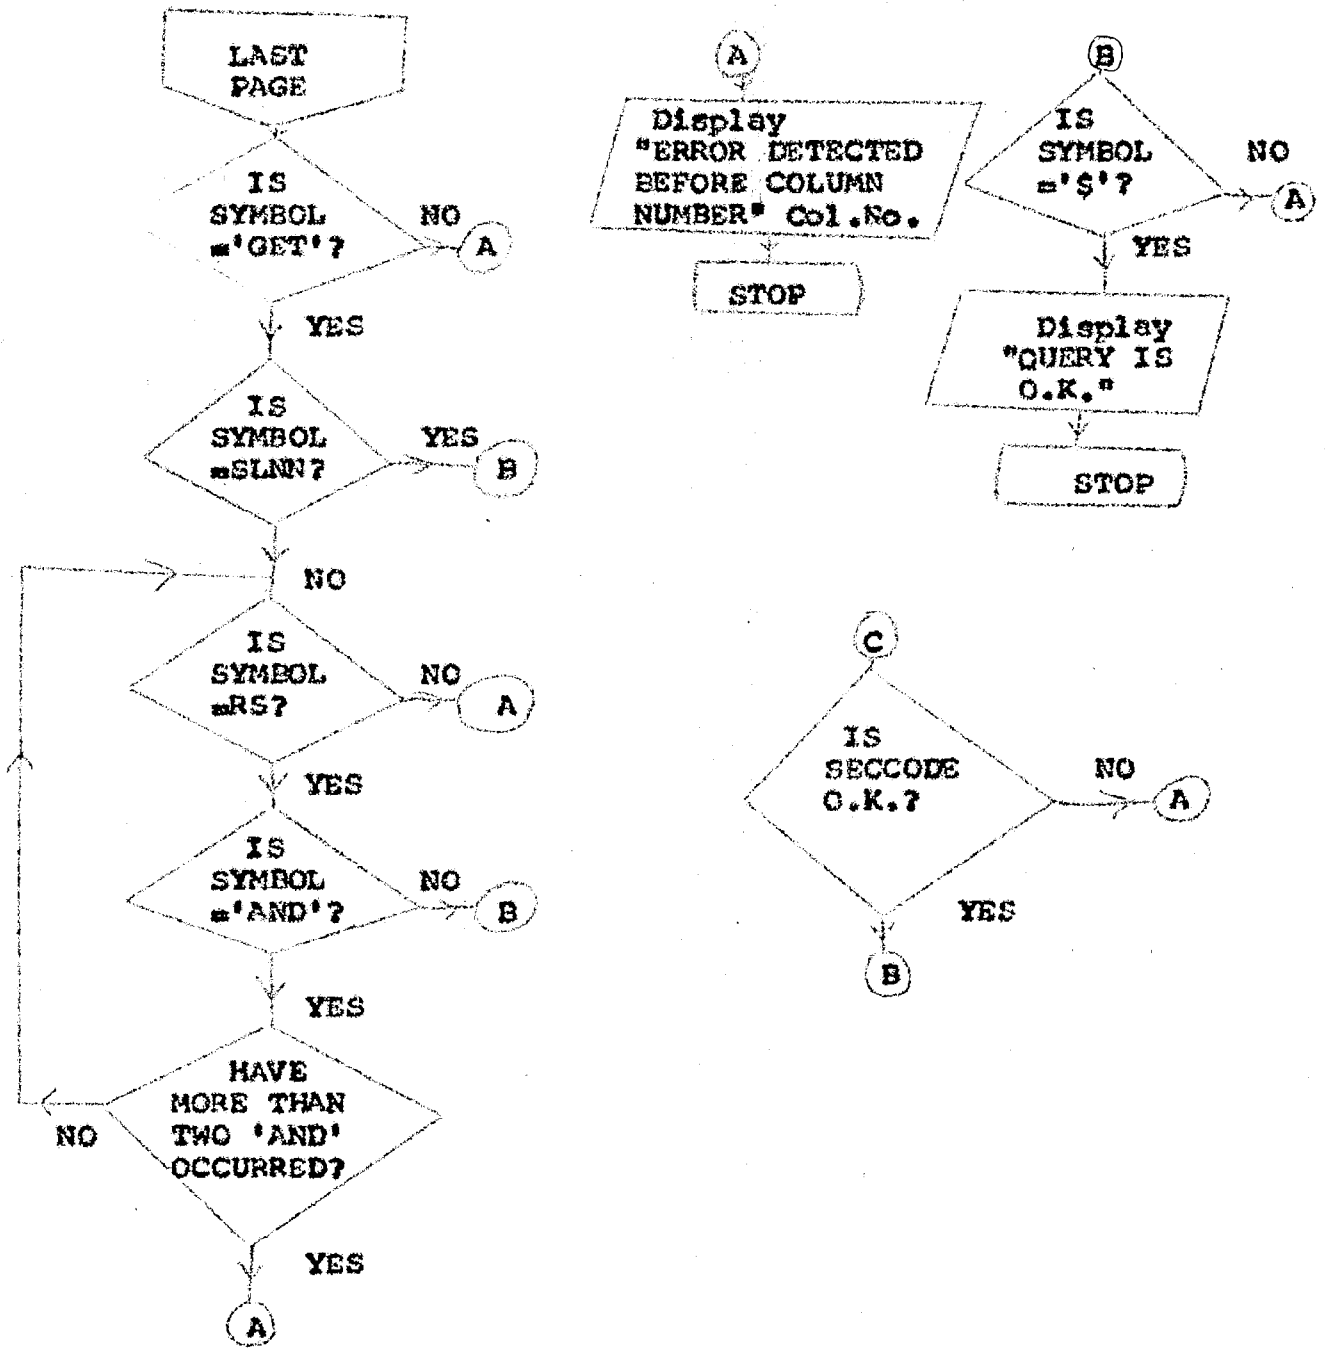 LAST
PAGE
IS
SYMBOL
='GET'?
NO
A
YES
IS
SYMBOL
=SLNN?
YES
B
NO
IS
SYMBOL
=RS?
NO
A
YES
IS
SYMBOL
='AND'?
NO
B
YES
HAVE
MORE THAN
TWO 'AND'
OCCURRED?
NO
YES
A
A
Display
"ERROR DETECTED
BEFORE COLUMN
NUMBER" Col.No.
STOP
B
IS
SYMBOL
='$'?
NO
A
YES
Display
"QUERY IS
O.K."
STOP
C
IS
SECCODE
O.K.?
NO
A
YES
B